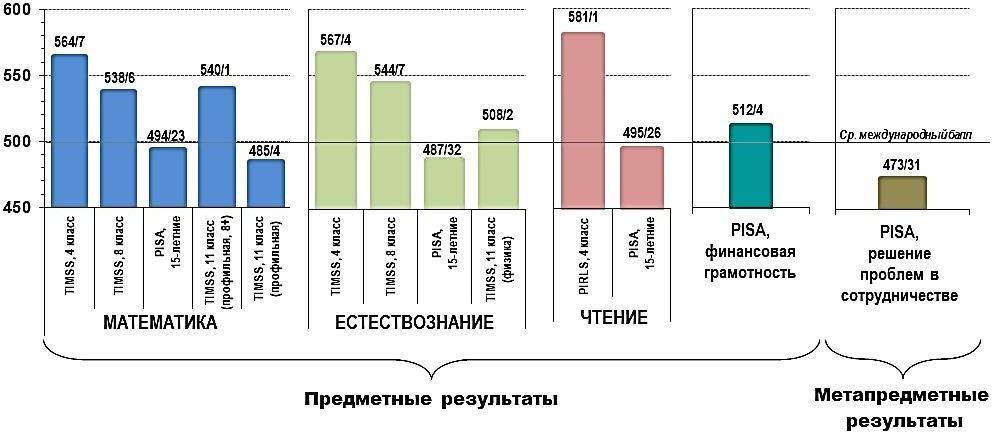 600
550
500
450
564/7
538/6
494/23
540/1
485/4
567/4
544/7
487/32
508/2
581/1
495/26
512/4
Ср. международный балл
473/31
TIMSS, 4 класс
TIMSS, 8 класс
PISA,
15-летние
TIMSS, 11 класс
(профильная, 8+)
TIMSS, 11 класс
(профильная)
TIMSS, 4 класс
TIMSS, 8 класс
PISA,
15-летние
TIMSS, 11 класс
(физика)
PIRLS, 4 класс
PISA,
15-летние
PISA,
финансовая
грамотность
PISA,
решение
проблем в
сотрудничестве
МАТЕМАТИКА
ЕСТЕСТВОЗНАНИЕ
ЧТЕНИЕ
Предметные результаты
Метапредметные
результаты